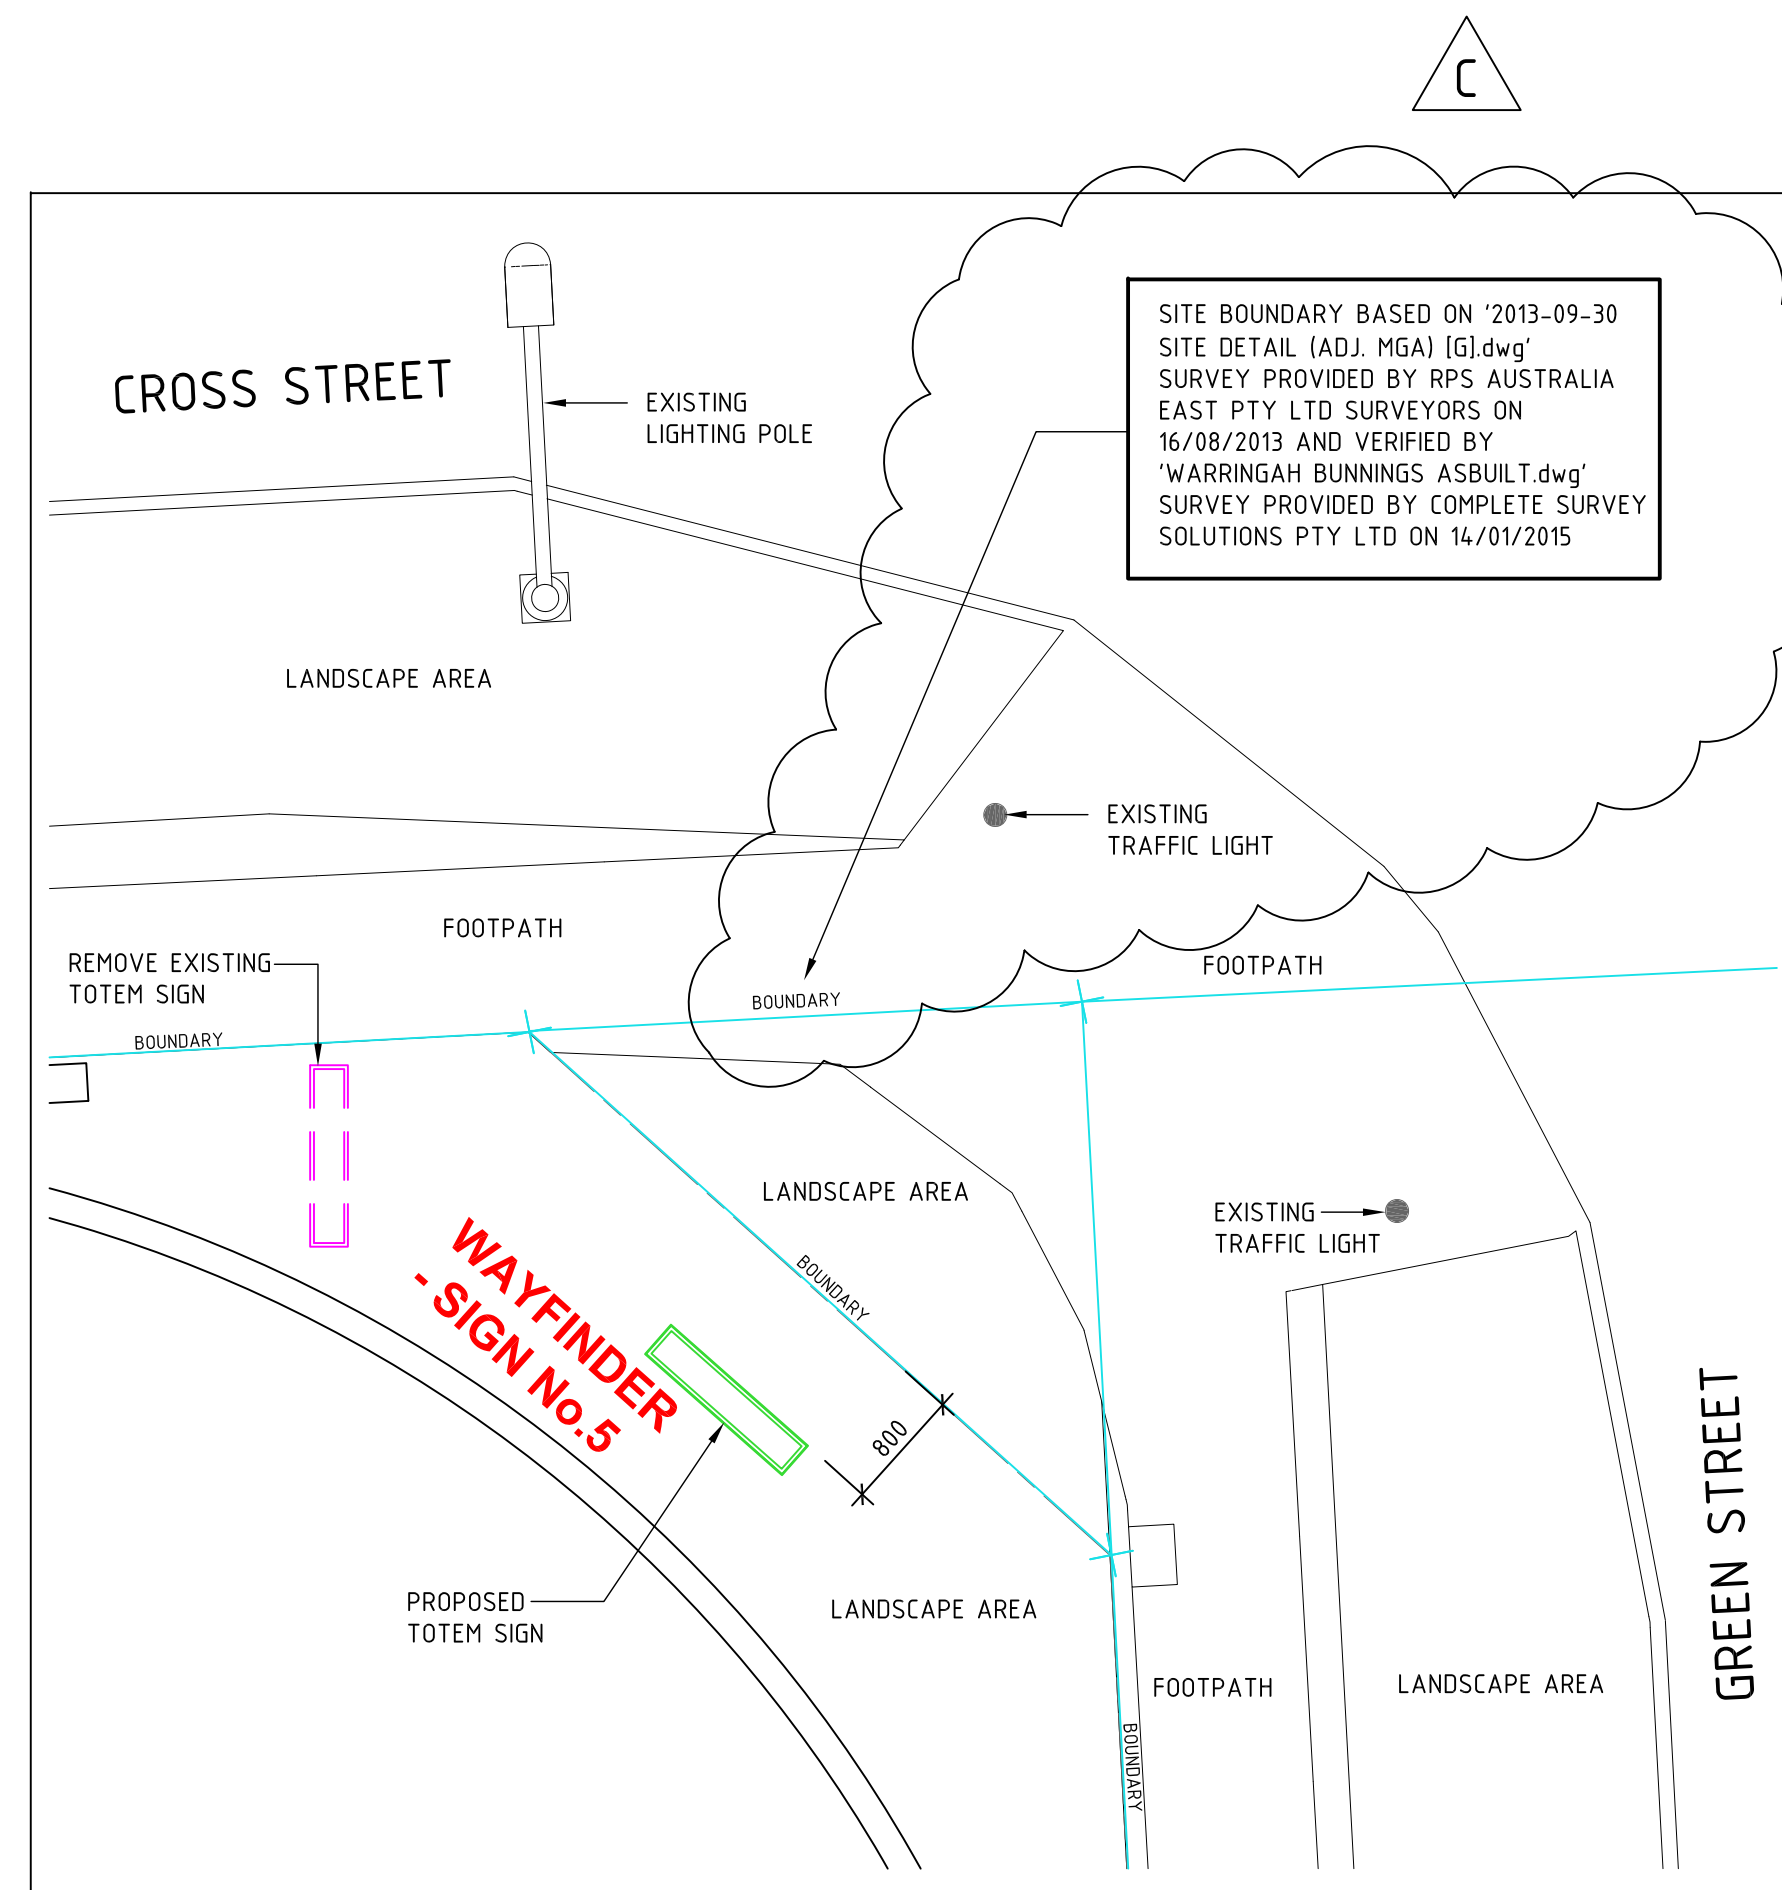 C
SITE BOUNDARY BASED ON '2013-09-30
SITE DETAIL (ADJ. MGA) [G].dwg'
SURVEY PROVIDED BY RPS AUSTRALIA
EAST PTY LTD SURVEYORS ON
16/08/2013 AND VERIFIED BY
'WARRINGAH BUNNINGS ASBUILT.dwg'
SURVEY PROVIDED BY COMPLETE SURVEY
SOLUTIONS PTY LTD ON 14/01/2015
CROSS STREET
EXISTING
LIGHTING POLE
LANDSCAPE AREA
EXISTING
TRAFFIC LIGHT
FOOTPATH
REMOVE EXISTING
TOTEM SIGN
FOOTPATH
BOUNDARY
BOUNDARY
LANDSCAPE AREA
EXISTING
TRAFFIC LIGHT
BOUNDARY
WAYFINDER
- SIGN No.5
800
GREEN STREET
PROPOSED
TOTEM SIGN
LANDSCAPE AREA
FOOTPATH
LANDSCAPE AREA
BOUNDARY